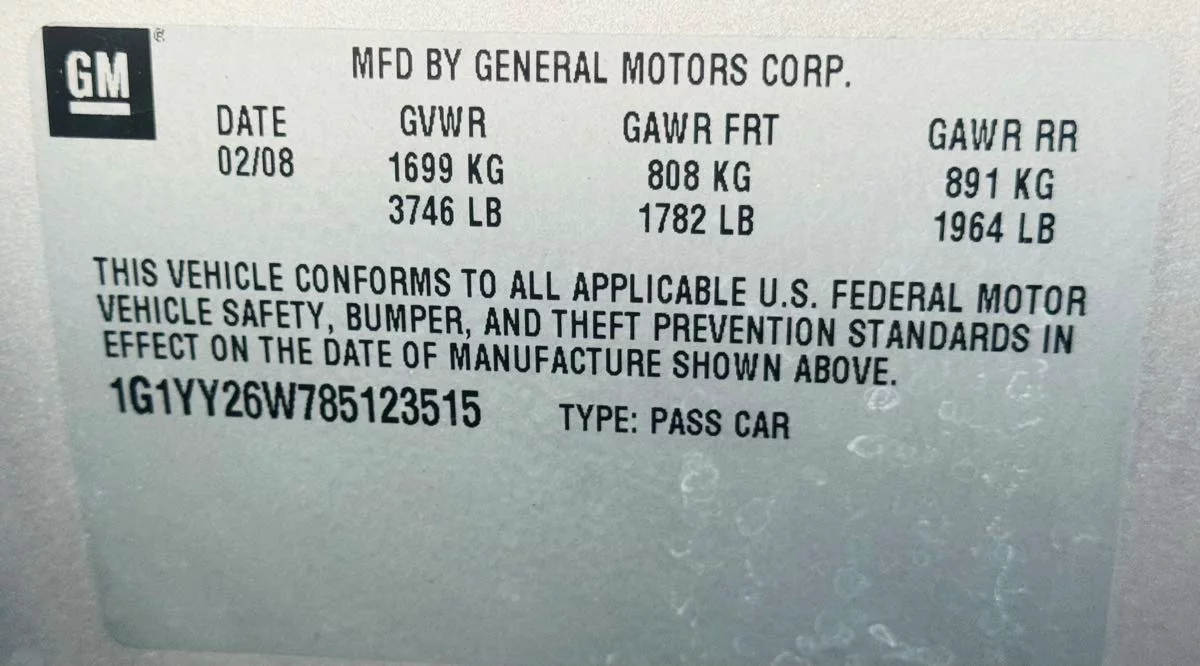 GM®
MFD BY GENERAL MOTORS CORP.
DATE GVWR GAWR FRT GAWR RR
02/08 1699 KG 808 KG 891 KG
3746 LB 1782 LB 1964 LB
THIS VEHICLE CONFORMS TO ALL APPLICABLE U.S. FEDERAL MOTOR
VEHICLE SAFETY, BUMPER, AND THEFT PREVENTION STANDARDS IN
EFFECT ON THE DATE OF MANUFACTURE SHOWN ABOVE.
1G1YY26W785123515 TYPE: PASS CAR